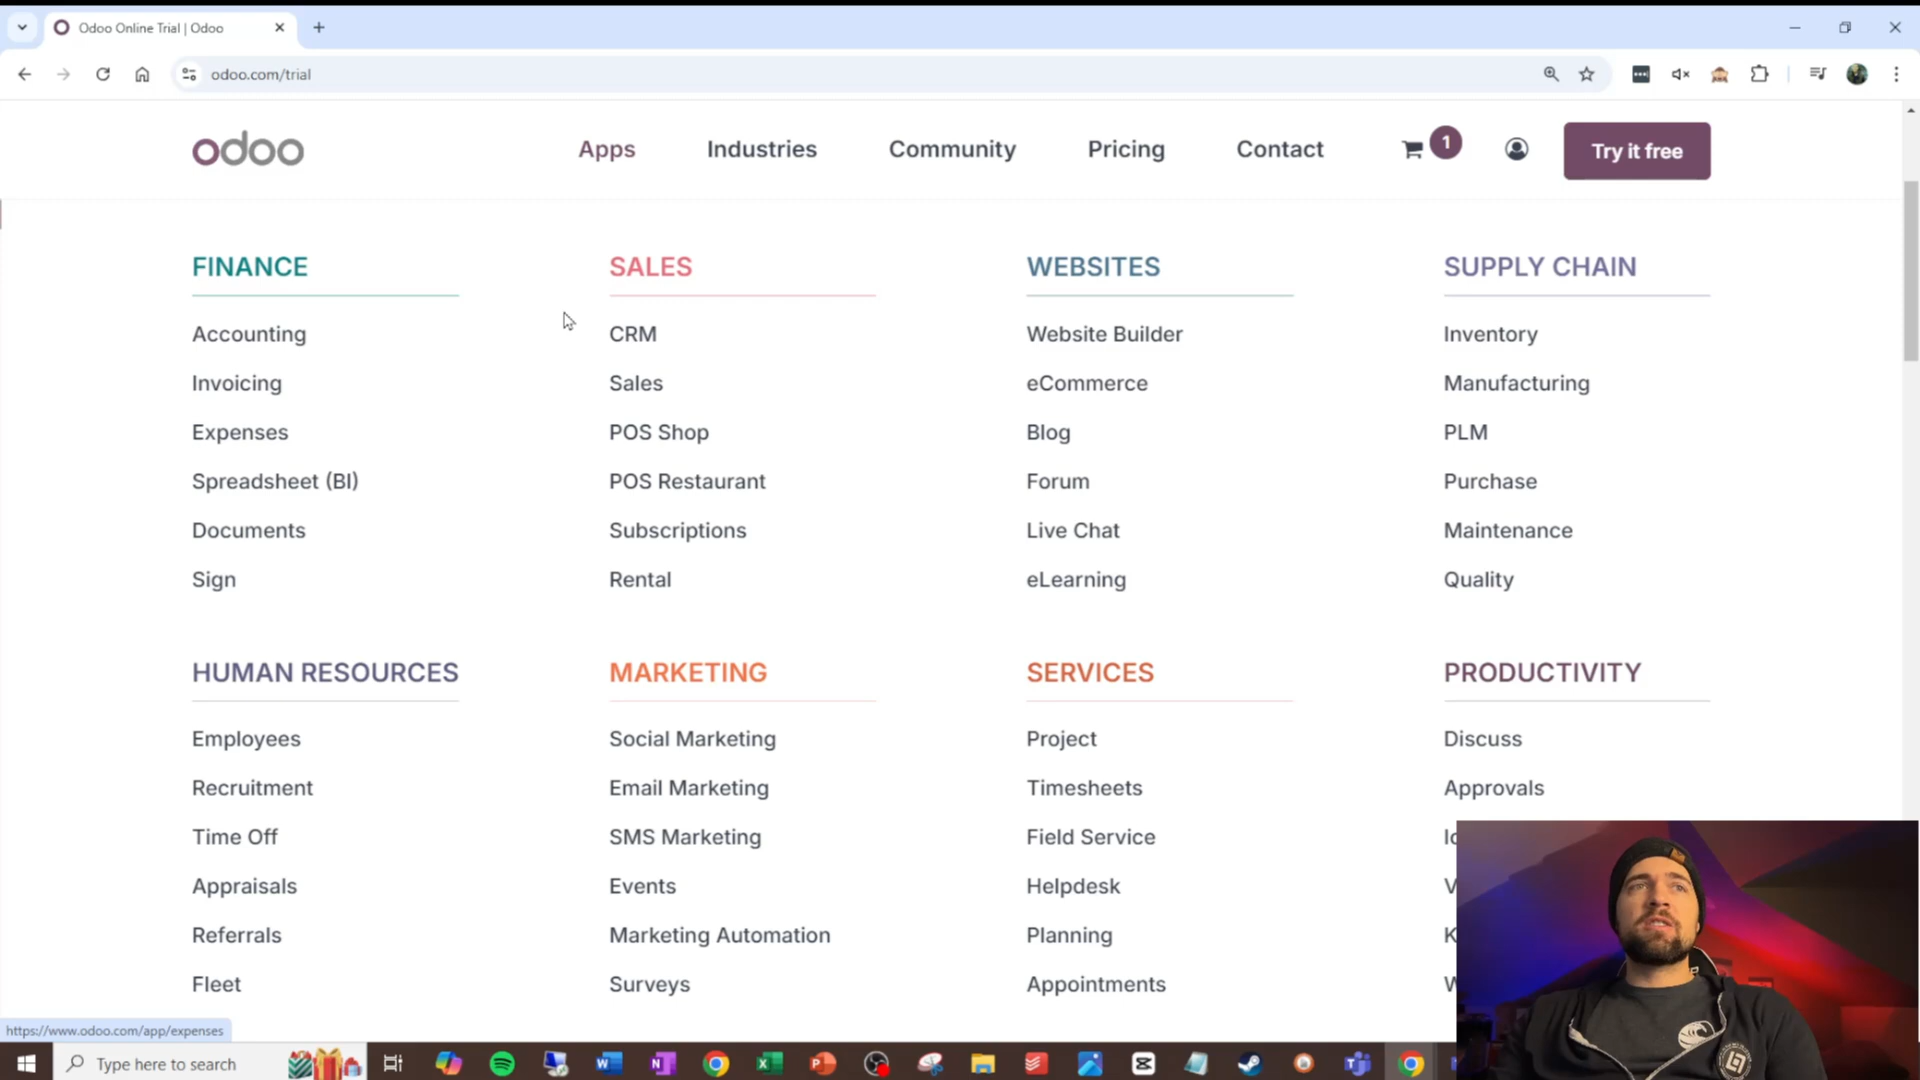 Odoo Online Trial | Odoo
odoo.com/trial
odoo
Apps
Industries
Community
Pricing
Contact
1
Try it free
FINANCE
Accounting
Invoicing
Expenses
Spreadsheet (BI)
Documents
Sign
SALES
CRM
Sales
POS Shop
POS Restaurant
Subscriptions
Rental
WEBSITES
Website Builder
eCommerce
Blog
Forum
Live Chat
eLearning
SUPPLY CHAIN
Inventory
Manufacturing
PLM
Purchase
Maintenance
Quality
HUMAN RESOURCES
Employees
Recruitment
Time Off
Appraisals
Referrals
Fleet
MARKETING
Social Marketing
Email Marketing
SMS Marketing
Events
Marketing Automation
Surveys
SERVICES
Project
Timesheets
Field Service
Helpdesk
Planning
Appointments
PRODUCTIVITY
Discuss
Approvals
https://www.odoo.com/app/expenses
Type here to search